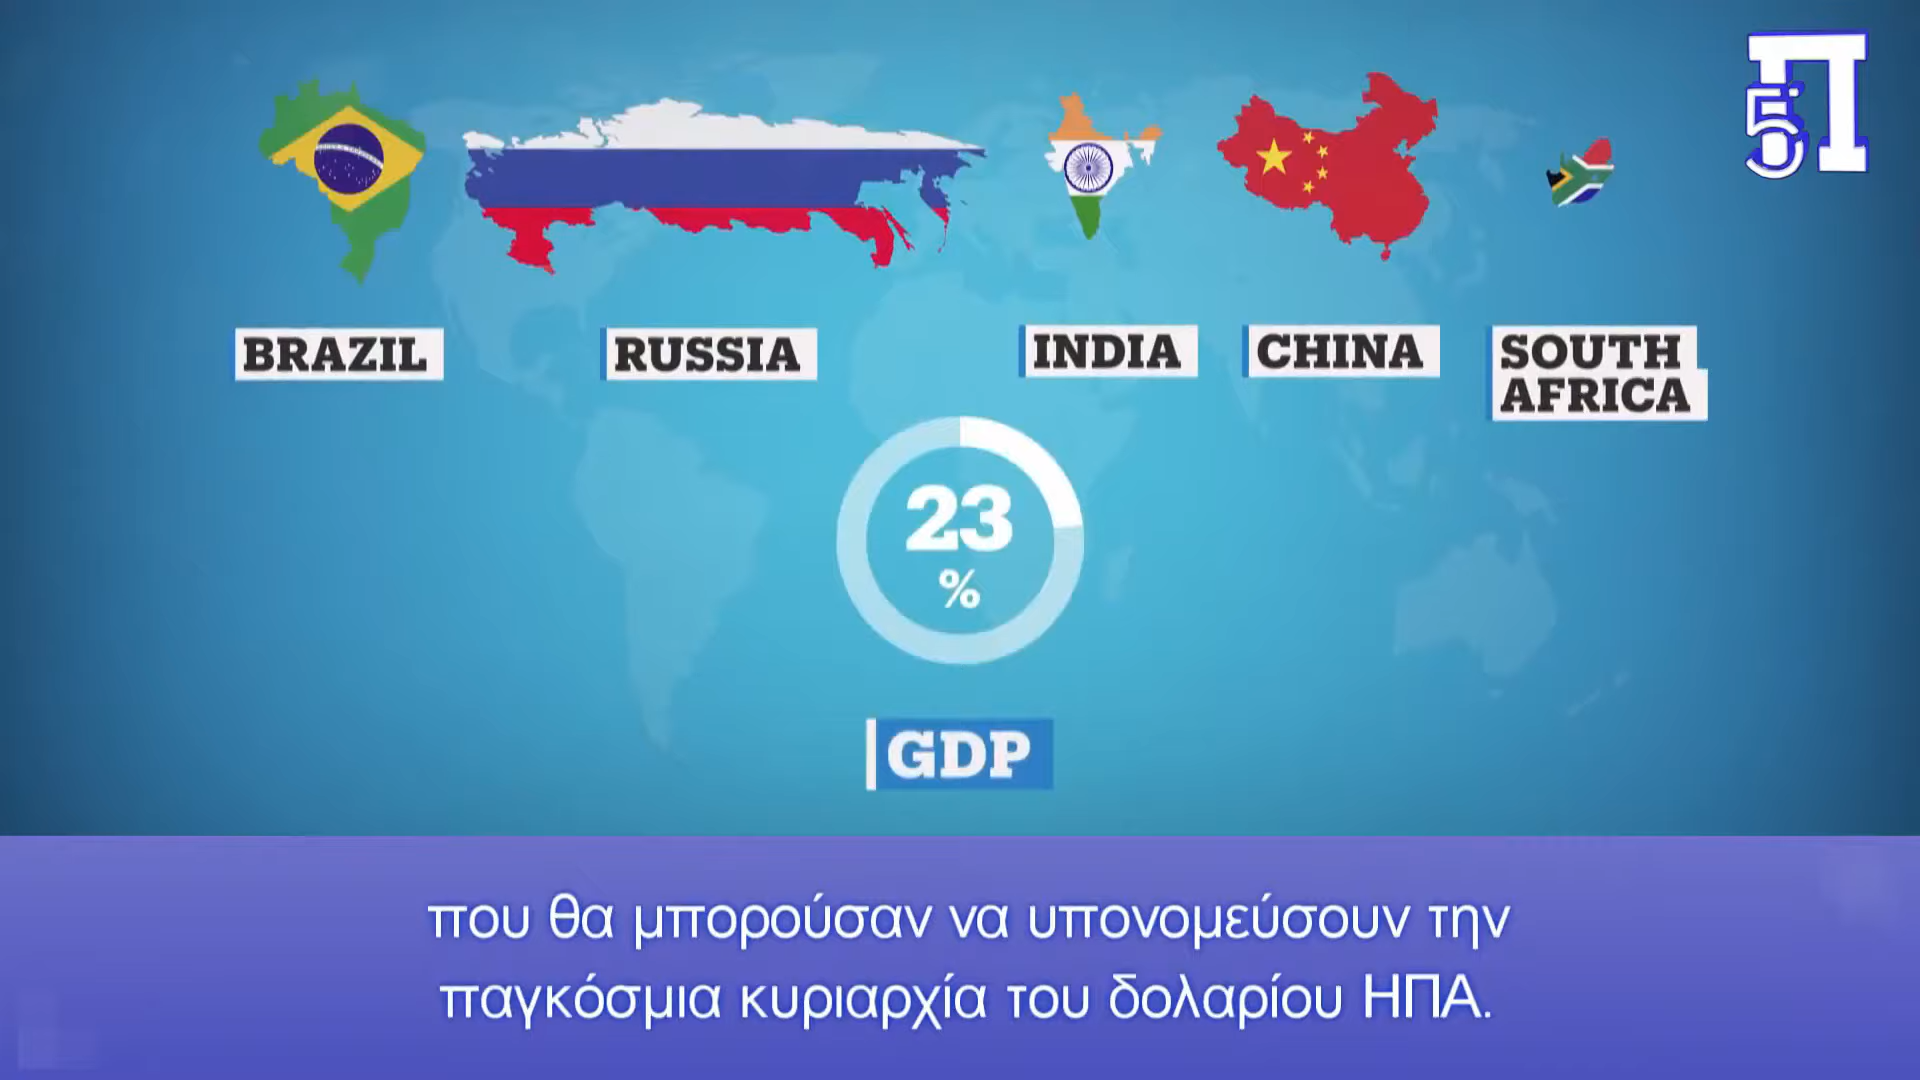 5Π
BRAZIL
RUSSIA
INDIA
CHINA
SOUTH
AFRICA
23
%
GDP
που θα μπορούσαν να υπονομεύσουν την
παγκόσμια κυριαρχία του δολαρίου ΗΠΑ.